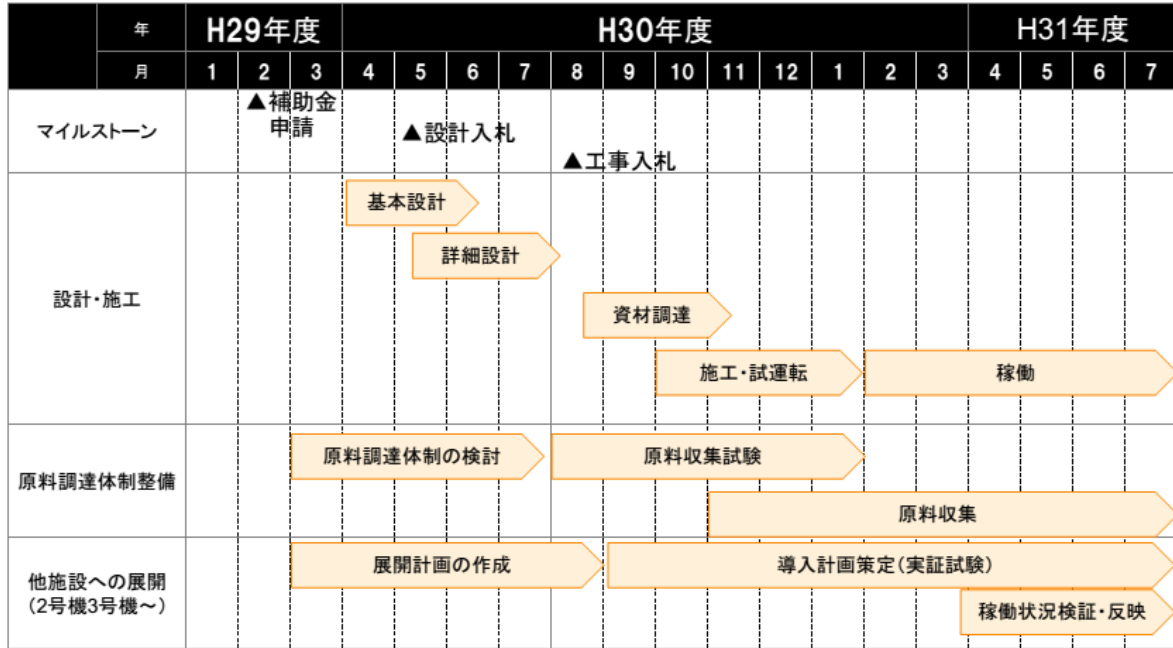 年 H29年度 H30年度 H31年度
月 1 2 3 4 5 6 7 8 9 10 11 12 1 2 3 4 5 6 7
マイルストーン
▲補助金
申請
▲設計入札
▲工事入札
設計・施工
基本設計
詳細設計
資材調達
施工・試運転 稼働
原料調達体制整備
原料調達体制の検討 原料収集試験
原料収集
他施設への展開
(2号機3号機～)
展開計画の作成 導入計画策定(実証試験)
稼働状況検証・反映